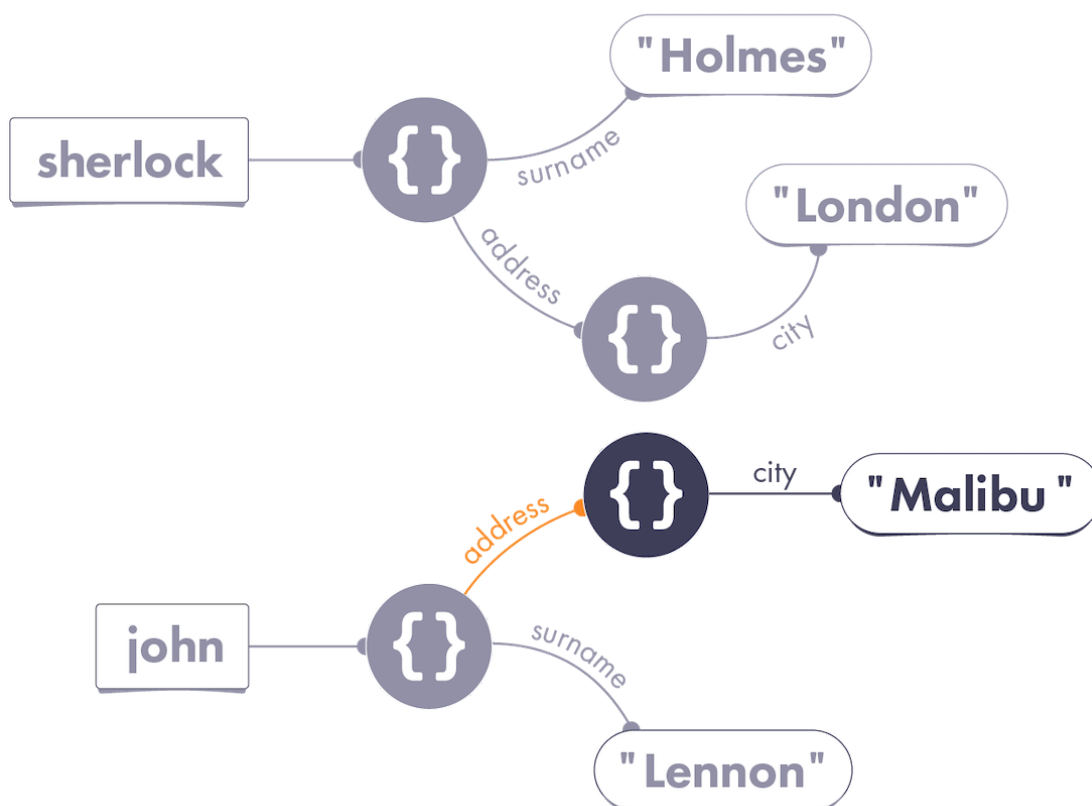 "Holmes"
sherlock
{}
surname
"London"
address
{}
city
{}
city
"Malibu"
address
john
{}
surname
"Lennon"